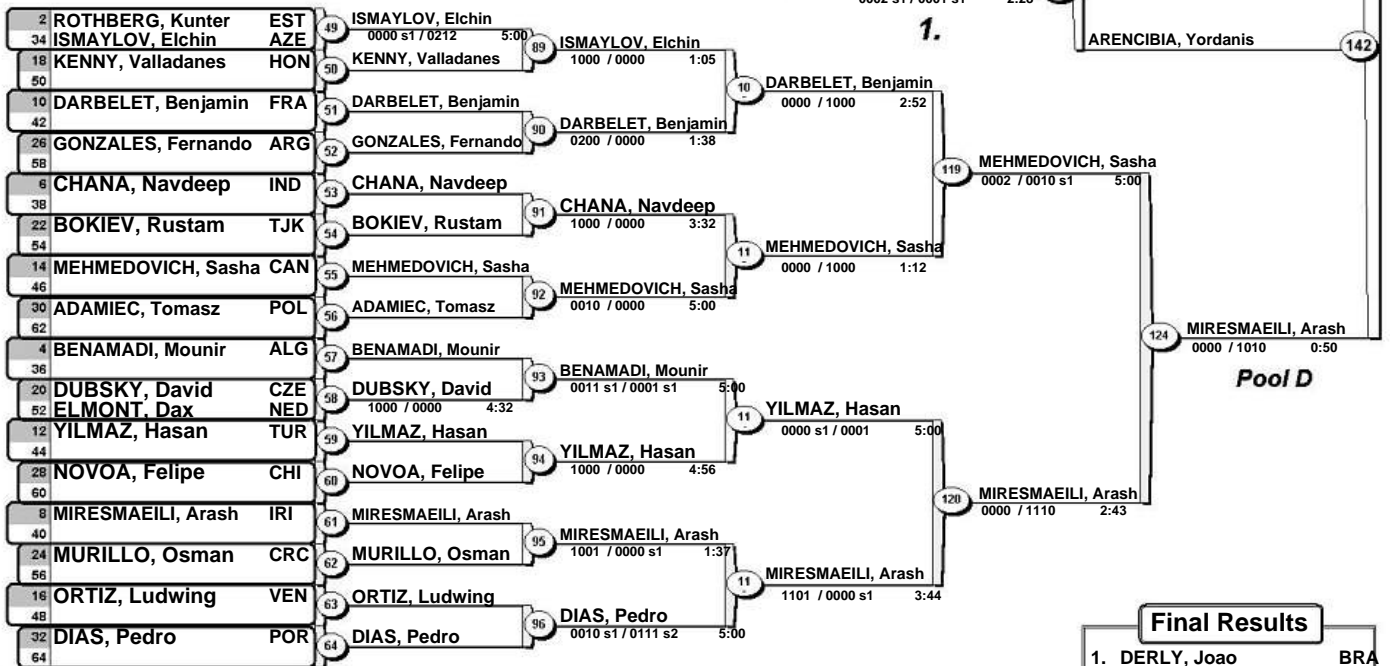 0002 s1 / 0001 s1 2:28
1.
ARENCIBIA, Yordanis
142
2 ROTHBERG, Kunter EST
34 ISMAYLOV, Elchin AZE
18 KENNY, Valladanes HON
50
10 DARBELET, Benjamin FRA
42
26 GONZALES, Fernando ARG
58
6 CHANA, Navdeep IND
38
22 BOKIEV, Rustam TJK
54
14 MEHMEDOVICH, Sasha CAN
46
30 ADAMIEC, Tomasz POL
62
4 BENAMADI, Mounir ALG
36
20 DUBSKY, David CZE
52 ELMONT, Dax NED
12 YILMAZ, Hasan TUR
44
28 NOVOA, Felipe CHI
60
8 MIRESMAEILI, Arash IRI
40
24 MURILLO, Osman CRC
56
16 ORTIZ, Ludwing VEN
48
32 DIAS, Pedro POR
64
49 ISMAYLOV, Elchin
0000 s1 / 0212 5:00
50 KENNY, Valladanes
51 DARBELET, Benjamin
52 GONZALES, Fernando
53 CHANA, Navdeep
54 BOKIEV, Rustam
55 MEHMEDOVICH, Sasha
56 ADAMIEC, Tomasz
57 BENAMADI, Mounir
58 DUBSKY, David
1000 / 0000 4:32
59 YILMAZ, Hasan
60 NOVOA, Felipe
61 MIRESMAEILI, Arash
62 MURILLO, Osman
63 ORTIZ, Ludwing
64 DIAS, Pedro
89 ISMAYLOV, Elchin
1000 / 0000 1:05
90 DARBELET, Benjamin
0200 / 0000 1:38
91 CHANA, Navdeep
1000 / 0000 3:32
92 MEHMEDOVICH, Sasha
0010 / 0000 5:00
93 BENAMADI, Mounir
0011 s1 / 0001 s1 5:00
94 YILMAZ, Hasan
1000 / 0000 4:56
95 MIRESMAEILI, Arash
1001 / 0000 s1 1:37
96 DIAS, Pedro
0010 s1 / 0111 s2 5:00
10 DARBELET, Benjamin
0000 / 1000 2:52
11 MEHMEDOVICH, Sasha
0000 / 1000 1:12
11 YILMAZ, Hasan
0000 s1 / 0001 5:00
11 MIRESMAEILI, Arash
1101 / 0000 s1 3:44
119 MEHMEDOVICH, Sasha
0002 / 0010 s1 5:00
120 MIRESMAEILI, Arash
0000 / 1110 2:43
124 MIRESMAEILI, Arash
0000 / 1010 0:50
Pool D
Final Results
1. DERLY, Joao BRA